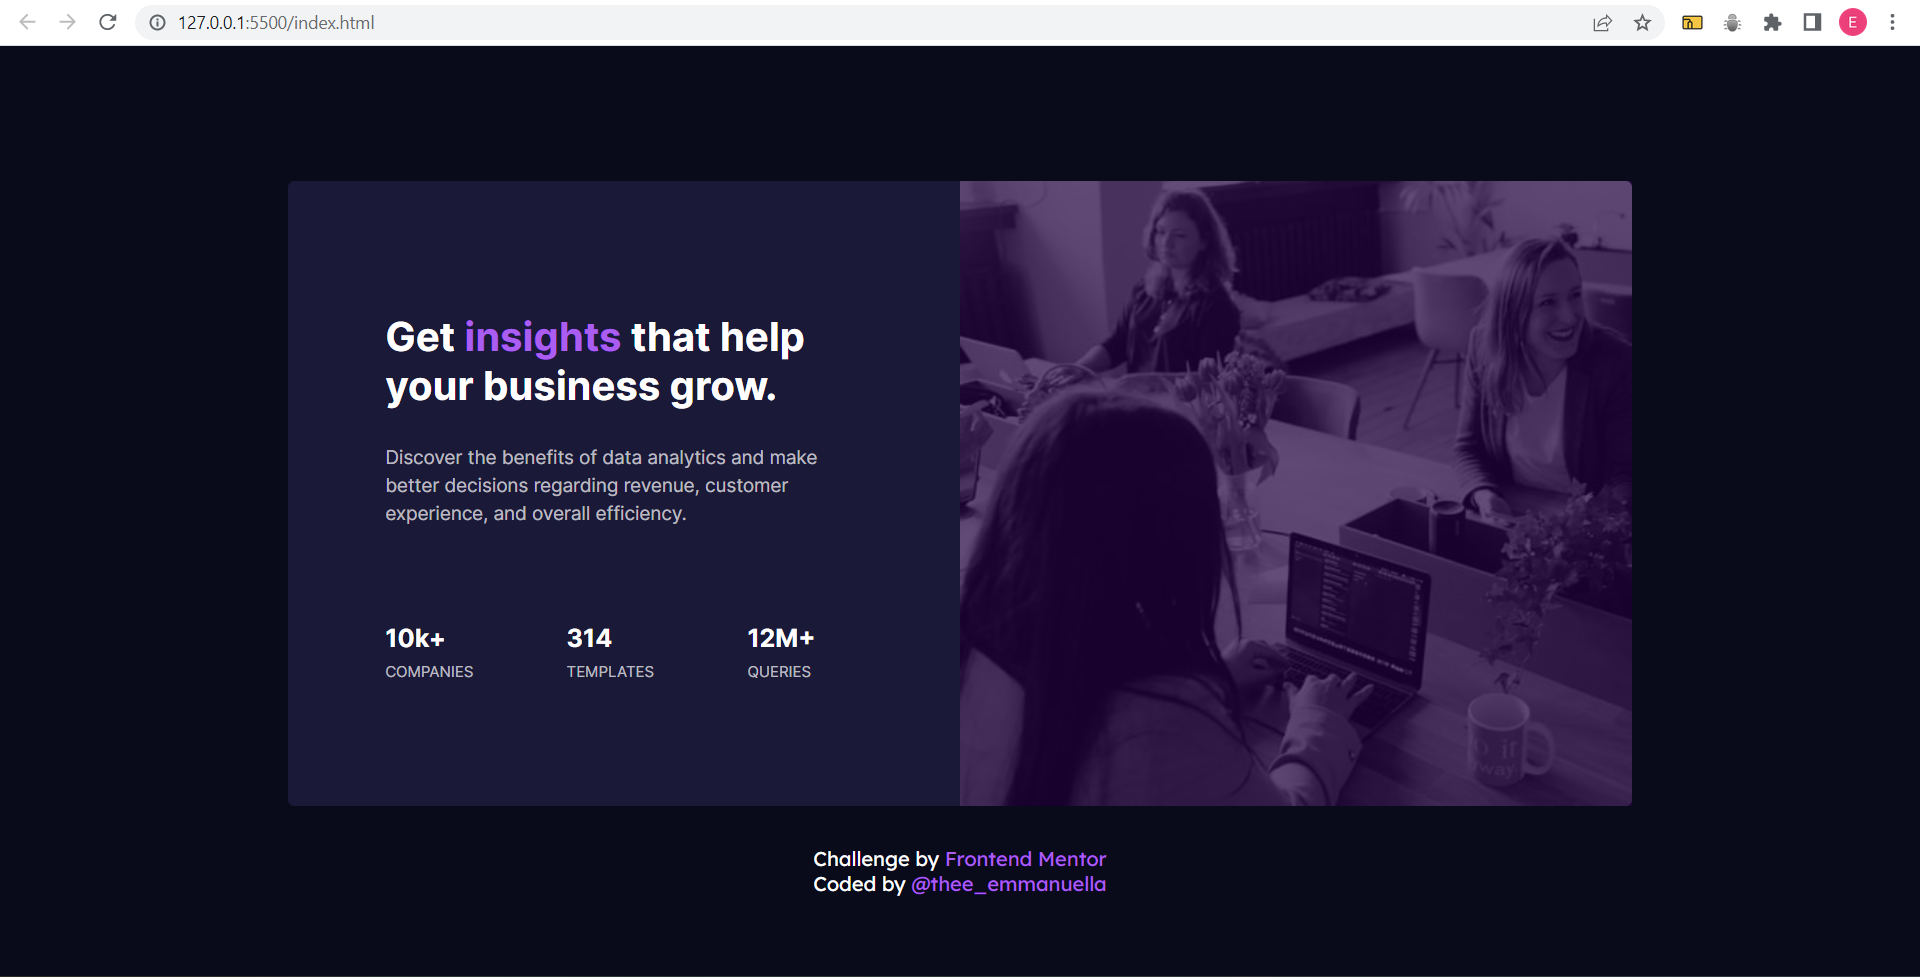 127.0.0.1:5500/index.html
E
Get insights that help
your business grow.
Discover the benefits of data analytics and make
better decisions regarding revenue, customer
experience, and overall efficiency.
10k+ 314 12M+
COMPANIES TEMPLATES QUERIES
Challenge by Frontend Mentor
Coded by @thee_emmanuella